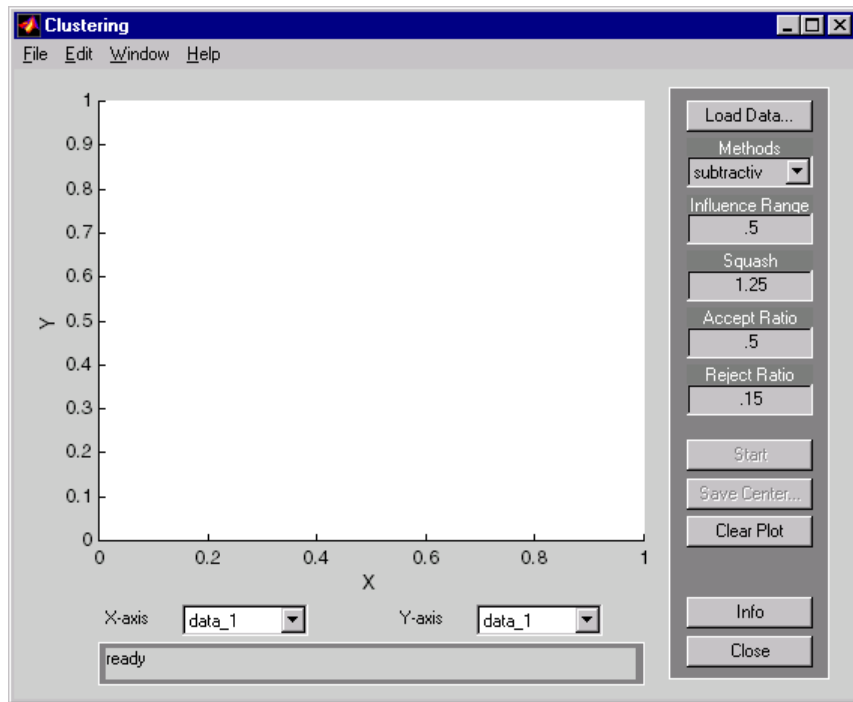 Clustering
File Edit Window Help
1
0.9
0.8
0.7
0.6
0.5
0.4
0.3
0.2
0.1
0
Y
0 0.2 0.4 0.6 0.8 1
X
X-axis data_1 Y-axis data_1
ready
Load Data...
Methods
subtractiv
Influence Range
.5
Squash
1.25
Accept Ratio
.5
Reject Ratio
.15
Start
Save Center...
Clear Plot
Info
Close